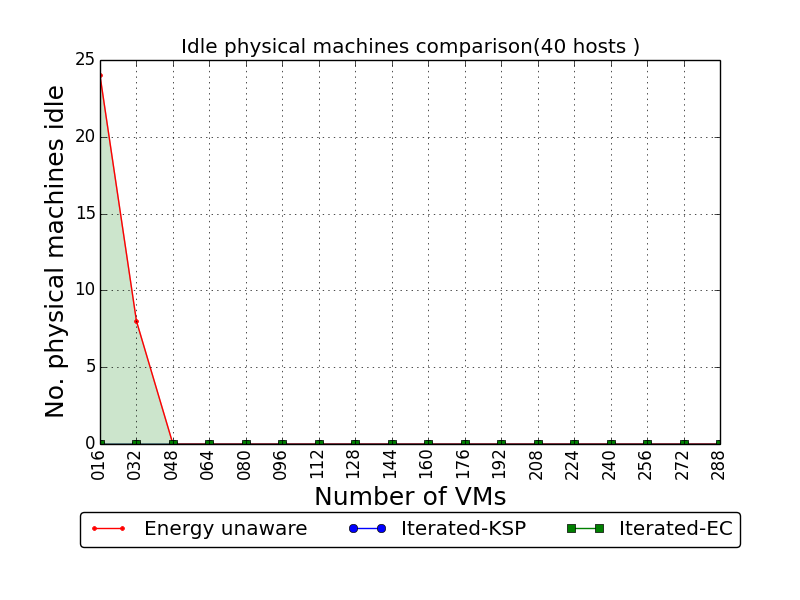 Idle physical machines comparison(40 hosts )
No. physical machines idle
25
20
15
10
5
0
016 032 048 064 080 096 112 128 144 160 176 192 208 224 240 256 272 288
Number of VMs
Energy unaware Iterated-KSP Iterated-EC